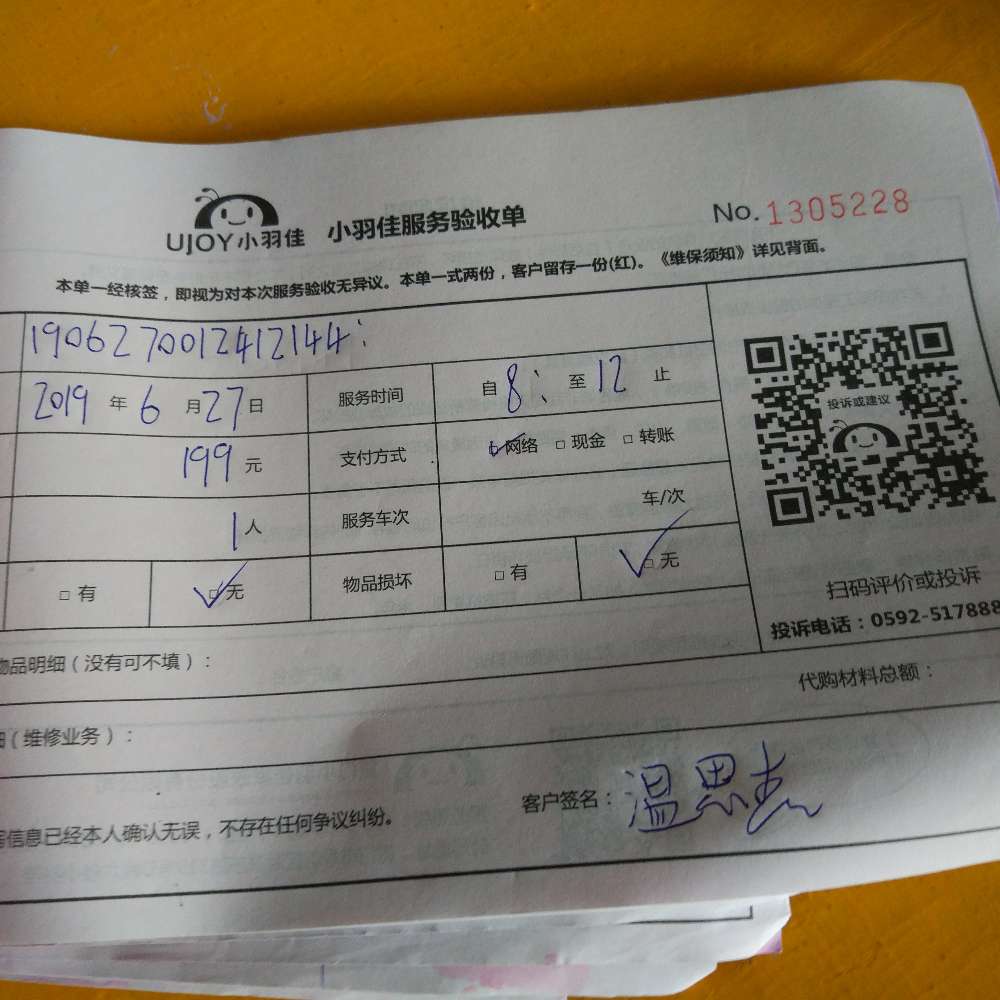 UJOY小羽佳 小羽佳服务验收单 No.1305228
本单一经核签，即视为对本次服务验收无异议。本单一式两份，客户留存一份(红)。《维保须知》详见背面。
1906270012412144:
2019 年 6 月 27 日 服务时间 自 8: 至 12 止
199 元 支付方式 □网络 □现金 □转账
1 人 服务车次 车/次
□有 □无 物品损坏 □有 □无
投诉或建议
扫码评价或投诉
投诉电话：0592-517888
物品明细（没有可不填）：
代购材料总额：
细（维修业务）：
客户签名：温思杰
信息已经本人确认无误，不存在任何争议纠纷。